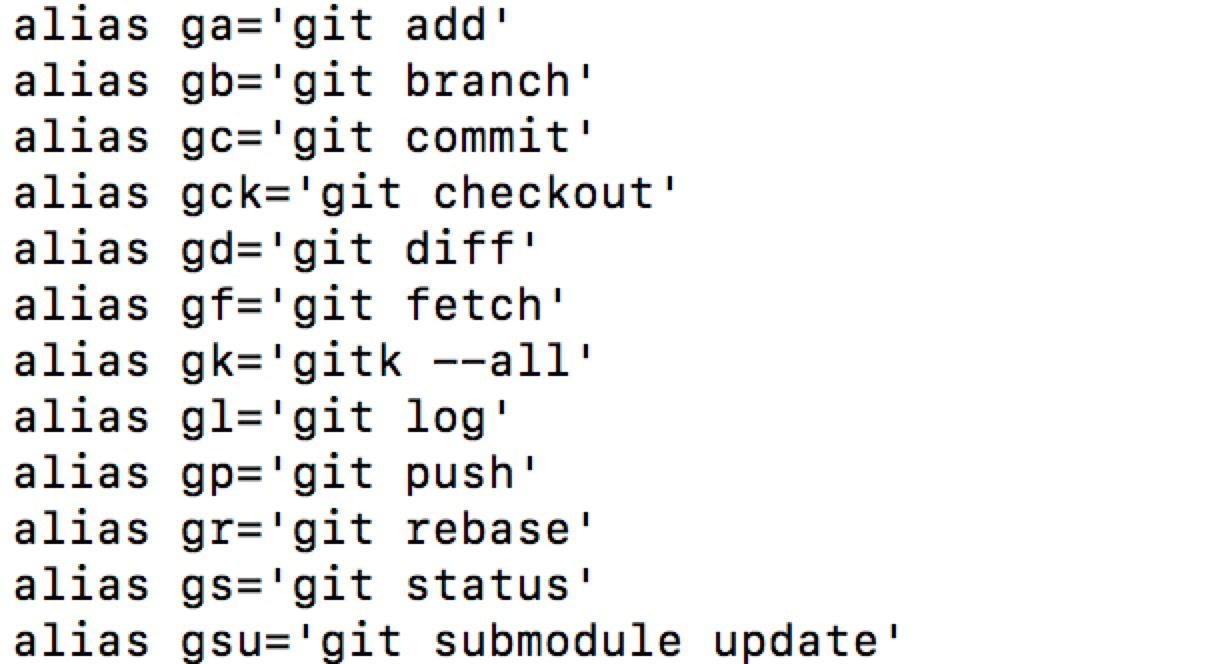 alias ga='git add'
alias gb='git branch'
alias gc='git commit'
alias gck='git checkout'
alias gd='git diff'
alias gf='git fetch'
alias gk='gitk --all'
alias gl='git log'
alias gp='git push'
alias gr='git rebase'
alias gs='git status'
alias gsu='git submodule update'